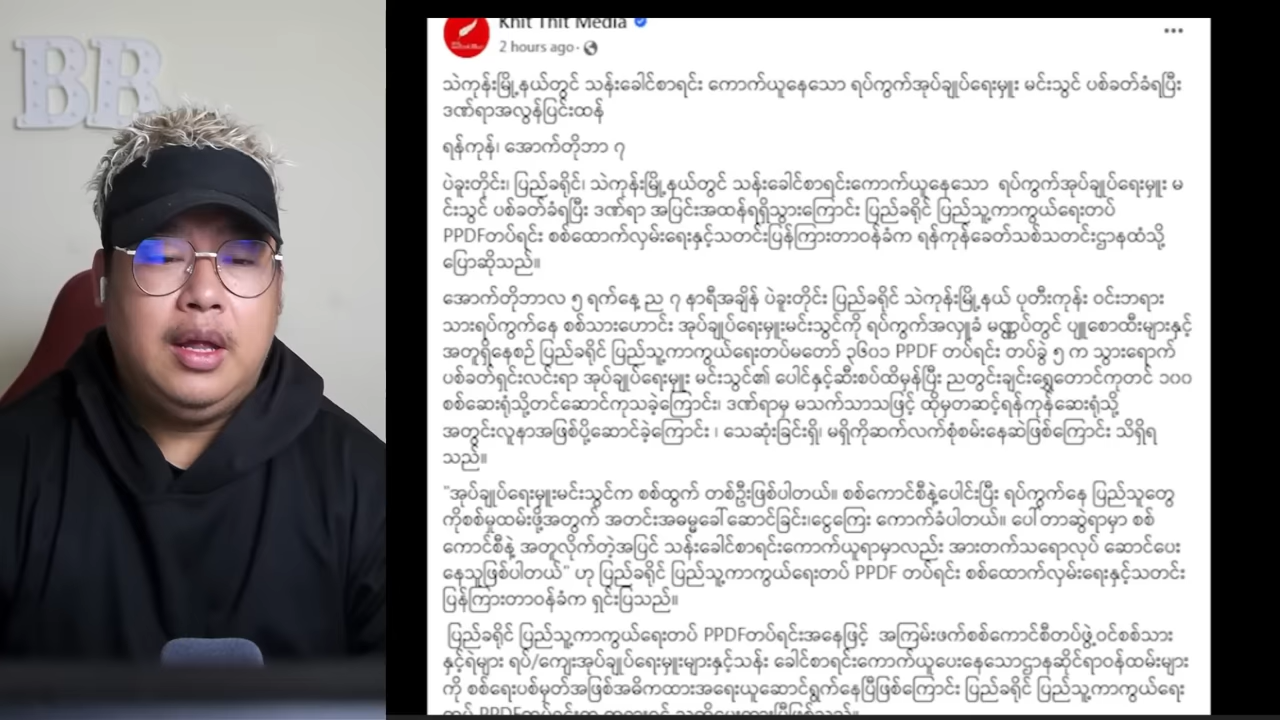 BB
Khit Thit Media
2 hours ago ·
သဲကုန်းမြို့နယ်တွင် သန်းခေါင်စာရင်း ကောက်ယူနေသော ရပ်ကွက်အုပ်ချုပ်ရေးမှူး မင်းသွင် ပစ်ခတ်ခံရပြီး
ဒဏ်ရာအလွန်ပြင်းထန်
ရန်ကုန်၊ အောက်တိုဘာ ၇
ပဲခူးတိုင်း၊ ပြည်ခရိုင်၊ သဲကုန်းမြို့နယ်တွင် သန်းခေါင်စာရင်းကောက်ယူနေသော ရပ်ကွက်အုပ်ချုပ်ရေးမှူး မ
င်းသွင် ပစ်ခတ်ခံရပြီး ဒဏ်ရာ အပြင်းအထန်ရရှိသွားကြောင်း ပြည်ခရိုင် ပြည်သူ့ကာကွယ်ရေးတပ်
PPDFတပ်ရင်း စစ်ထောက်လှမ်းရေးနှင့်သတင်းပြန်ကြားတာဝန်ခံက ရန်ကုန်ခေတ်သစ်သတင်းဌာနထံသို့
ပြောဆိုသည်။
အောက်တိုဘာလ ၅ ရက်နေ့ ည ၇ နာရီအချိန် ပဲခူးတိုင်း ပြည်ခရိုင် သဲကုန်းမြို့နယ် ပုတီးကုန်း ဝင်းဘရား
သားရပ်ကွက်နေ စစ်သားဟောင်း အုပ်ချုပ်ရေးမှူးမင်းသွင်ကို ရပ်ကွက်အလှူခံ မဏ္ဍပ်တွင် ပျူစောထီးများနှင့်
အတူရှိနေစဉ် ပြည်ခရိုင် ပြည်သူ့ကာကွယ်ရေးတပ်မတော် ၃၆၀၁ PPDF တပ်ရင်း တပ်ခွဲ ၅ က သွားရောက်
ပစ်ခတ်ရှင်းလင်းရာ အုပ်ချုပ်ရေးမှူး မင်းသွင်၏ ပေါင်နှင့်ဆီးစပ်ထိမှန်ပြီး ညတွင်းချင်းရွှေတောင်ကုတင် ၁၀၀
စစ်ဆေးရုံသို့တင်ဆောင်ကုသခဲ့ကြောင်း၊ ဒဏ်ရာမှ မသက်သာသဖြင့် ထိုမှတဆင့်ရန်ကုန်ဆေးရုံသို့
အတွင်းလူနာအဖြစ်ပို့ဆောင်ခဲ့ကြောင်း ၊ သေဆုံးခြင်းရှိ၊ မရှိကိုဆက်လက်စုံစမ်းနေဆဲဖြစ်ကြောင်း သိရှိရ
သည်။
"အုပ်ချုပ်ရေးမှူးမင်းသွင်က စစ်ထွက် တစ်ဦးဖြစ်ပါတယ်။ စစ်ကောင်စီနဲ့ပေါင်းပြီး ရပ်ကွက်နေ ပြည်သူတွေ
ကိုစစ်မှုထမ်းဖို့အတွက် အတင်းအဓမ္မခေါ်ဆောင်ခြင်း၊ငွေကြေး ကောက်ခံပါတယ်။ ပေါ်တာဆွဲရာမှာ စစ်
ကောင်စီနဲ့ အတူလိုက်တဲ့အပြင် သန်းခေါင်စာရင်းကောက်ယူရာမှာလည်း အားတက်သရောလုပ် ဆောင်ပေး
နေသူဖြစ်ပါတယ်" ဟု ပြည်ခရိုင် ပြည်သူ့ကာကွယ်ရေးတပ် PPDF တပ်ရင်း စစ်ထောက်လှမ်းရေးနှင့်သတင်း
ပြန်ကြားတာဝန်ခံက ရှင်းပြသည်။
ပြည်ခရိုင် ပြည်သူ့ကာကွယ်ရေးတပ် PPDFတပ်ရင်းအနေဖြင့် အကြမ်းဖက်စစ်ကောင်စီတပ်ဖွဲ့ဝင်စစ်သား
နှင့်ရဲများ ရပ်/ကျေးအုပ်ချုပ်ရေးမှူးများနှင့်သန်း ခေါင်စာရင်းကောက်ယူပေးနေသောဌာနဆိုင်ရာဝန်ထမ်းများ
ကို စစ်ရေးပစ်မှတ်အဖြစ်အဓိကထားအရေးယူဆောင်ရွက်နေပြီဖြစ်ကြောင်း ပြည်ခရိုင် ပြည်သူ့ကာကွယ်ရေး